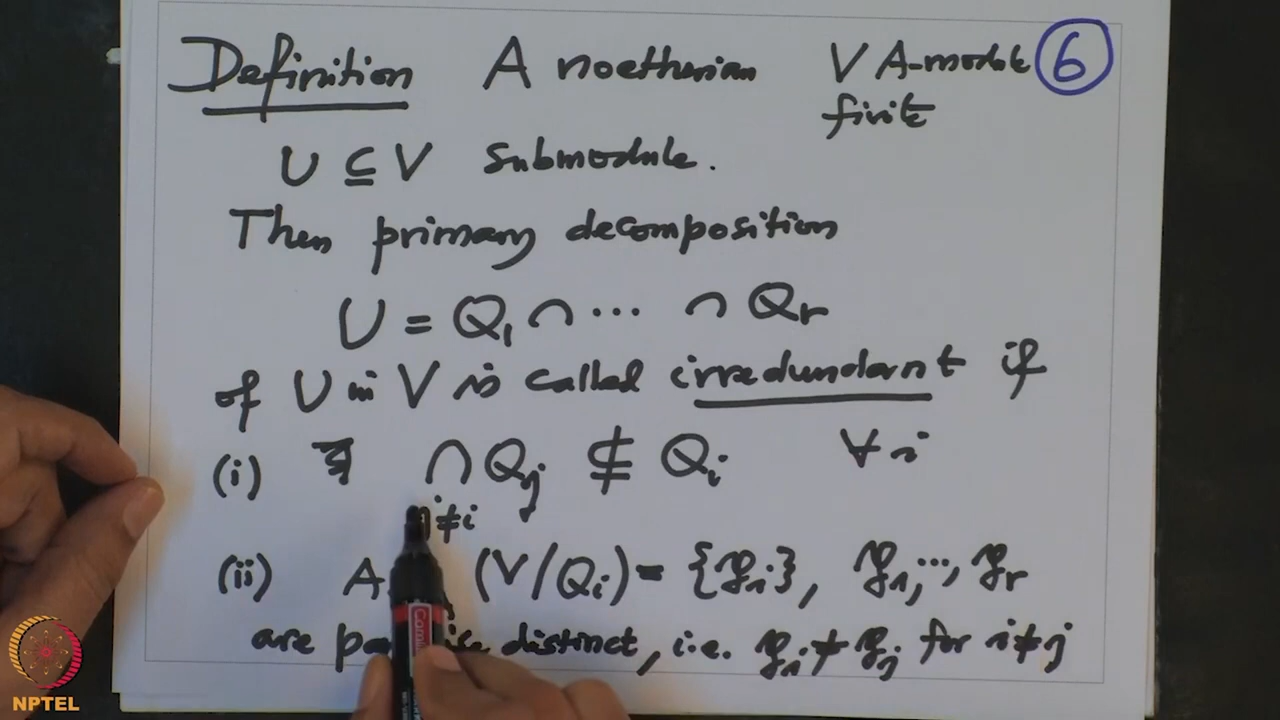 Definition A noetherian V A-module 6
finite
U ⊆ V Submodule.
Then primary decomposition
U = Q₁ ∩ ... ∩ Qᵣ
of U in V is called irredundant if
(i) ∩ Qⱼ ⊈ Qᵢ ∀ i
j≠i
(ii) A (V/Qᵢ) = {𝔭ᵢ}, 𝔭₁, ..., 𝔭ᵣ
are distinct, i.e. 𝔭ᵢ ≠ 𝔭ⱼ for i≠j
NPTEL